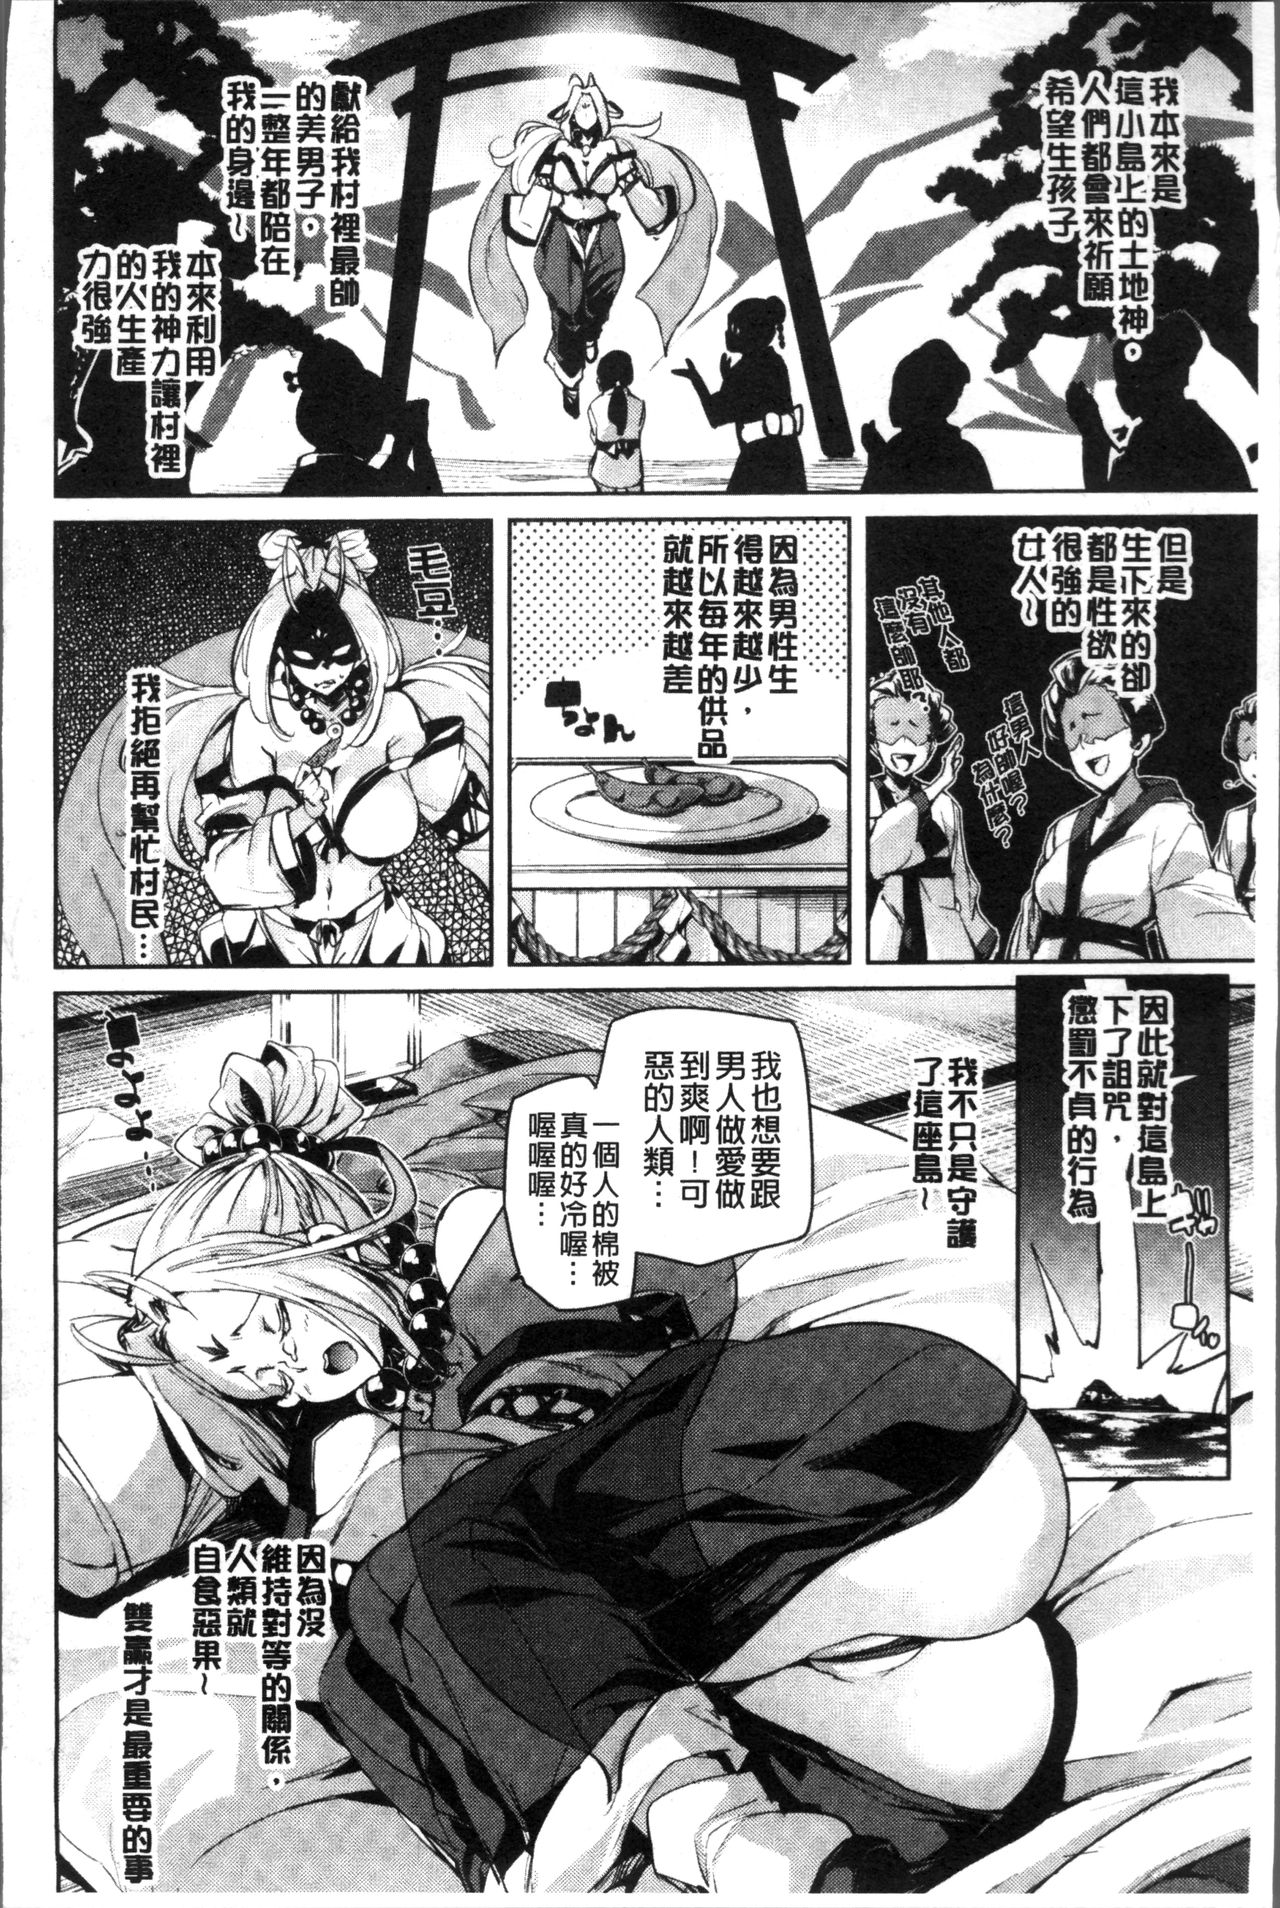 我本來是
這小島上的土地神，
人們都會來祈願
希望生孩子
獻給我村裡最帥
的美男子，
一整年都陪在
我的身邊～
本來利用
我的神力讓村裡
的人生產
力很強
但是
生下來的卻
都是性欲
很強的
女人～
其他人都
沒有
這麼帥耶
這男人
好帥喔？
為什麼？
因為男性生
得越來越少，
所以每年的供品
就越來越差
ちょん
毛豆…
我拒絕再幫忙村民…
因此就對這島上
下了詛咒，
懲罰不貞的行為
我不只是守護
了這座島～
我也想要跟
男人做愛做
到爽啊！可
惡的人類…
一個人的棉被
真的好冷喔…
喔喔喔…
因為沒
維持對等的關係，
人類就
自食惡果～
雙贏才是最重要的事